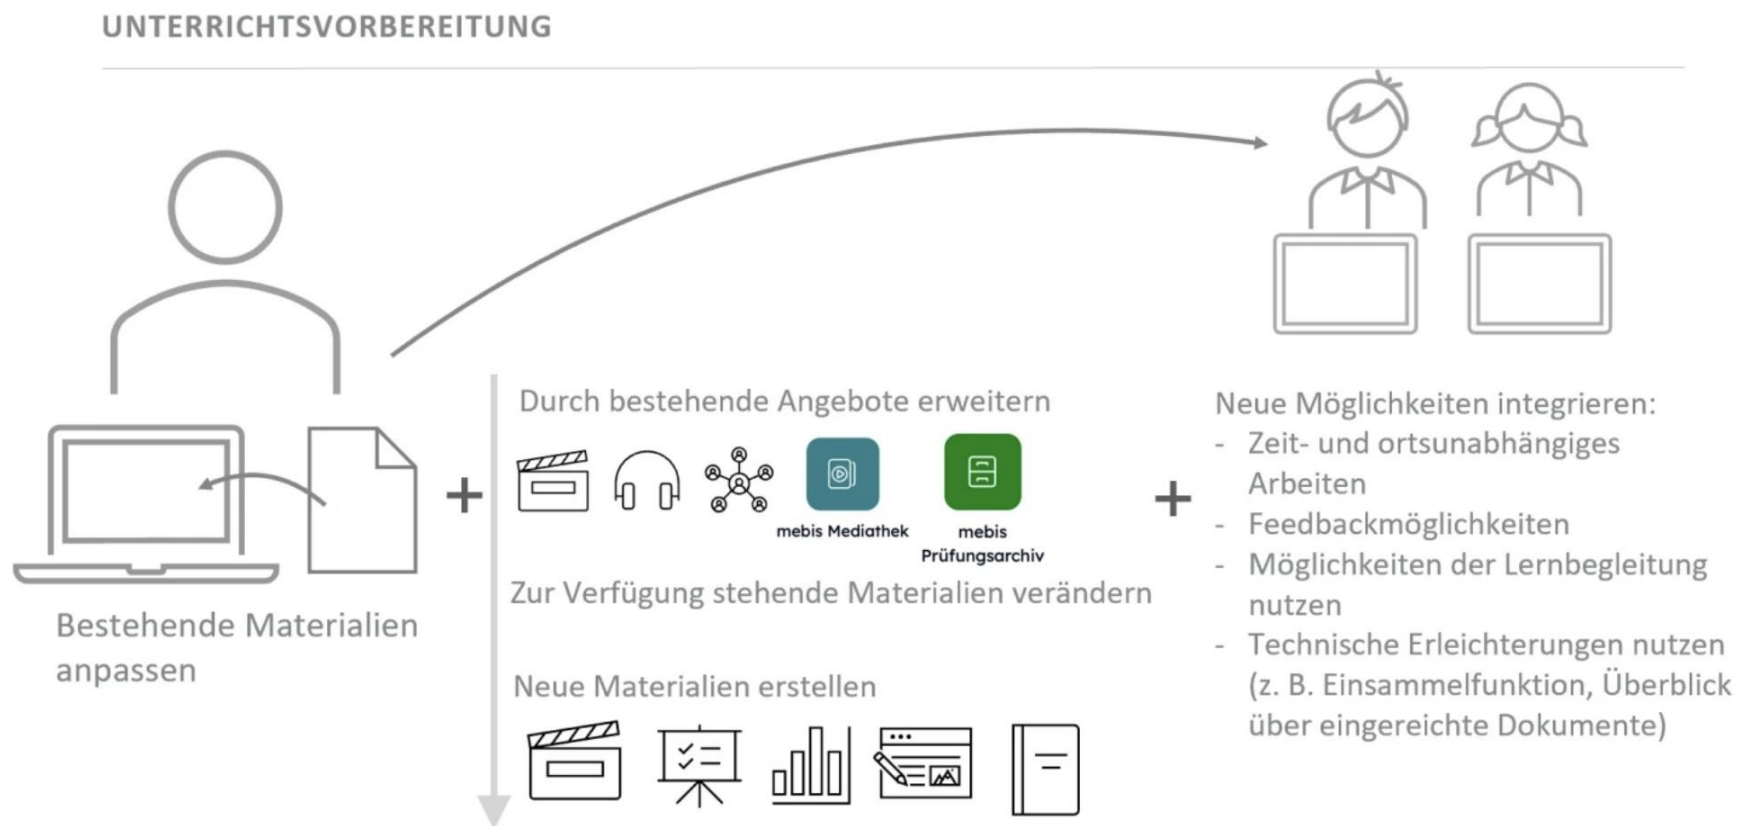 UNTERRICHTSVORBEREITUNG
Bestehende Materialien
anpassen
Durch bestehende Angebote erweitern
mebis Mediathek
mebis
Prüfungsarchiv
Zur Verfügung stehende Materialien verändern
Neue Materialien erstellen
Neue Möglichkeiten integrieren:
- Zeit- und ortsunabhängiges
Arbeiten
- Feedbackmöglichkeiten
- Möglichkeiten der Lernbegleitung
nutzen
- Technische Erleichterungen nutzen
(z. B. Einsammelfunktion, Überblick
über eingereichte Dokumente)